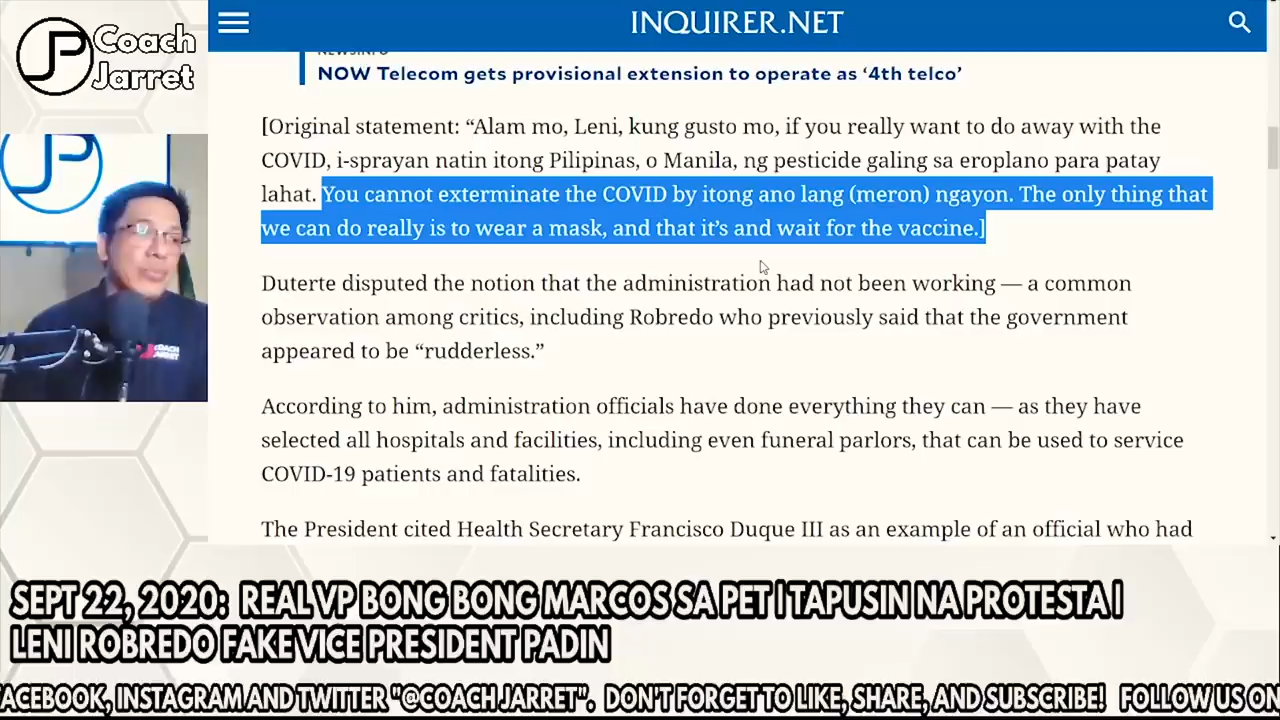 Coach
Jarret
INQUIRER.NET
NEWSINFO
NOW Telecom gets provisional extension to operate as ‘4th telco’
[Original statement: “Alam mo, Leni, kung gusto mo, if you really want to do away with the
COVID, i-sprayan natin itong Pilipinas, o Manila, ng pesticide galing sa eroplano para patay
lahat. You cannot exterminate the COVID by itong ano lang (meron) ngayon. The only thing that
we can do really is to wear a mask, and that it’s and wait for the vaccine.]
Duterte disputed the notion that the administration had not been working — a common
observation among critics, including Robredo who previously said that the government
appeared to be “rudderless.”
According to him, administration officials have done everything they can — as they have
selected all hospitals and facilities, including even funeral parlors, that can be used to service
COVID-19 patients and fatalities.
The President cited Health Secretary Francisco Duque III as an example of an official who had
COACH
JARRET
SEPT 22, 2020: REAL VP BONG BONG MARCOS SA PET | TAPUSIN NA PROTESTA |
LENI ROBREDO FAKE VICE PRESIDENT PADIN
FACEBOOK, INSTAGRAM AND TWITTER "@COACHJARRET". DON'T FORGET TO LIKE, SHARE, AND SUBSCRIBE! FOLLOW US ON